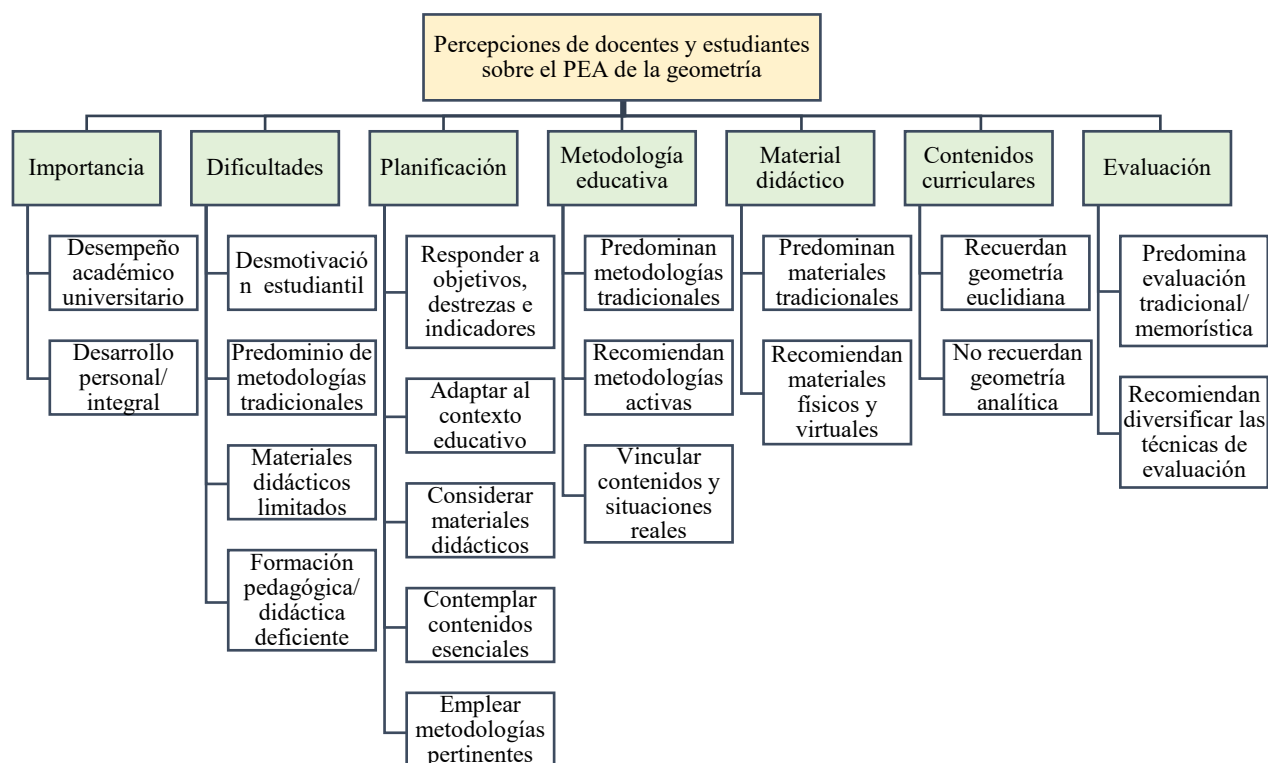 Percepciones de docentes y estudiantes
sobre el PEA de la geometría
Importancia
Desempeño
académico
universitario
Desarrollo
personal/
integral
Dificultades
Desmotivació
n estudiantil
Predominio de
metodologías
tradicionales
Materiales
didácticos
limitados
Formación
pedagógica/
didáctica
deficiente
Planificación
Responder a
objetivos,
destrezas e
indicadores
Adaptar al
contexto
educativo
Considerar
materiales
didácticos
Contemplar
contenidos
esenciales
Emplear
metodologías
pertinentes
Metodología
educativa
Predominan
metodologías
tradicionales
Recomiendan
metodologías
activas
Vincular
contenidos y
situaciones
reales
Material
didáctico
Predominan
materiales
tradicionales
Recomiendan
materiales
físicos y
virtuales
Contenidos
curriculares
Recuerdan
geometría
euclidiana
No recuerdan
geometría
analítica
Evaluación
Predomina
evaluación
tradicional/
memorística
Recomiendan
diversificar las
técnicas de
evaluación